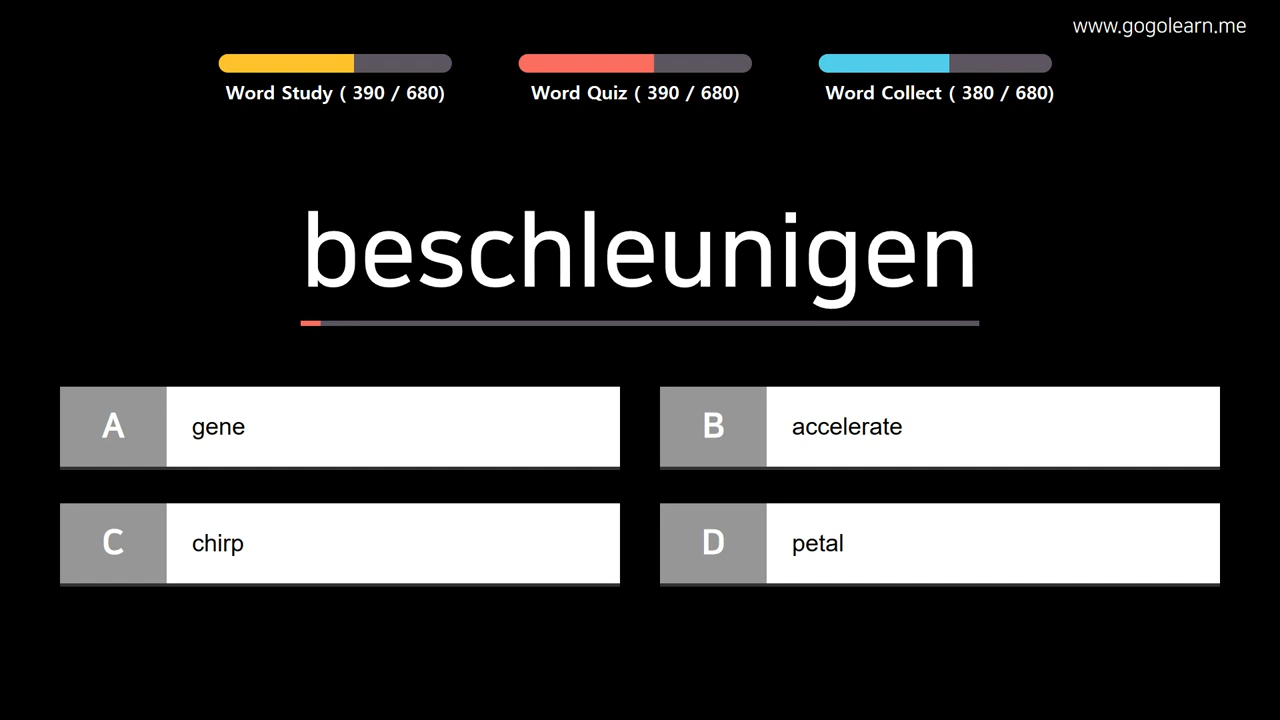 www.gogolearn.me
Word Study ( 390 / 680)
Word Quiz ( 390 / 680)
Word Collect ( 380 / 680)
beschleunigen
A gene
B accelerate
C chirp
D petal